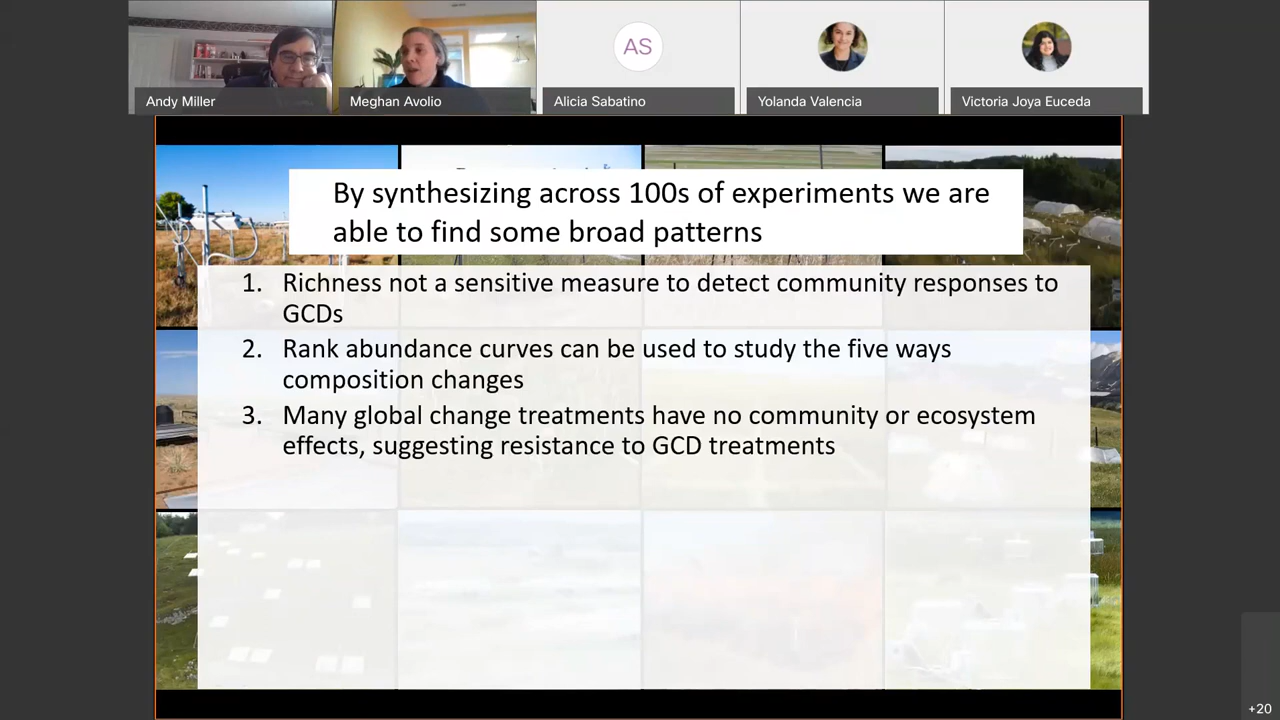 Andy Miller
Meghan Avolio
AS
Alicia Sabatino
Yolanda Valencia
Victoria Joya Euceda
By synthesizing across 100s of experiments we are
able to find some broad patterns
1. Richness not a sensitive measure to detect community responses to
GCDs
2. Rank abundance curves can be used to study the five ways
composition changes
3. Many global change treatments have no community or ecosystem
effects, suggesting resistance to GCD treatments
+20